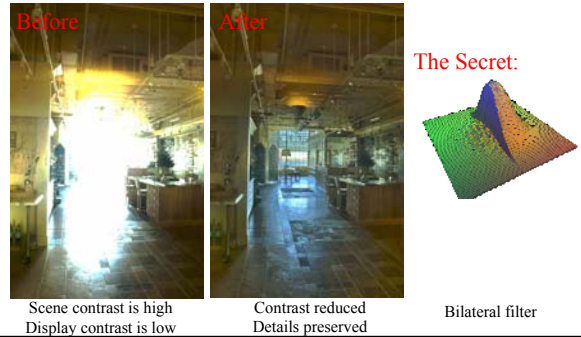 Before
After
The Secret:
Scene contrast is high
Display contrast is low
Contrast reduced
Details preserved
Bilateral filter